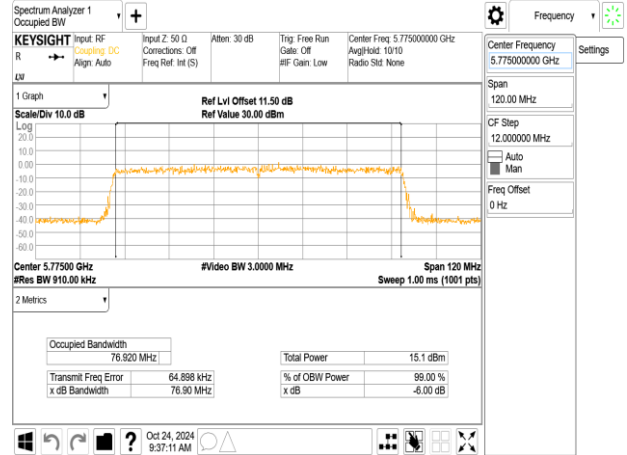 Spectrum Analyzer 1
Occupied BW
+
Frequency
KEYSIGHT
R
LXI
Input: RF
Coupling: DC
Align: Auto
Input Z: 50 Ω
Corrections: Off
Freq Ref: Int (S)
Atten: 30 dB
Trig: Free Run
Gate: Off
#IF Gain: Low
Center Freq: 5.775000000 GHz
Avg|Hold: 10/10
Radio Std: None
Center Frequency
5.775000000 GHz
Settings
Span
120.00 MHz
CF Step
12.000000 MHz
Auto
Man
Freq Offset
0 Hz
1 Graph
Scale/Div 10.0 dB
Ref Lvl Offset 11.50 dB
Ref Value 30.00 dBm
Log
20.0
10.0
0.00
-10.0
-20.0
-30.0
-40.0
-50.0
-60.0
Center 5.77500 GHz
#Res BW 910.00 kHz
#Video BW 3.0000 MHz
Span 120 MHz
Sweep 1.00 ms (1001 pts)
2 Metrics
Occupied Bandwidth
76.920 MHz
Transmit Freq Error 64.898 kHz
x dB Bandwidth 76.90 MHz
Total Power 15.1 dBm
% of OBW Power 99.00 %
x dB -6.00 dB
?
Oct 24, 2024
9:37:11 AM